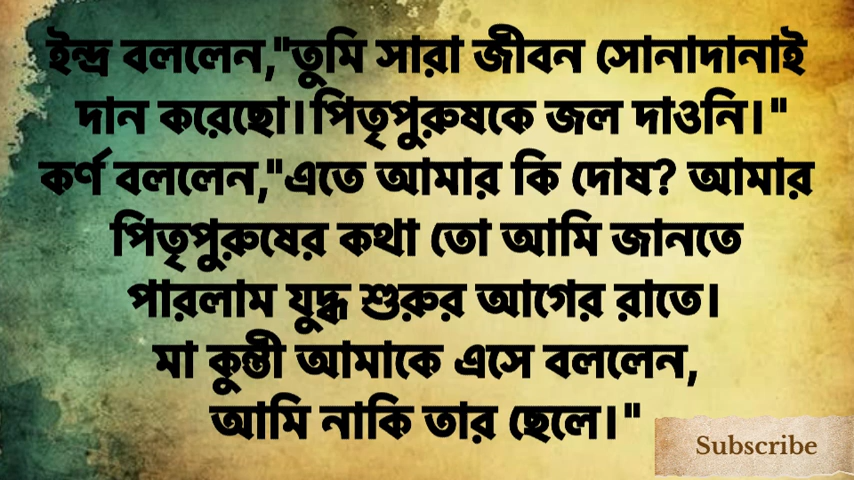 ইন্দ্র বললেন,"তুমি সারা জীবন সোনাদানাই
দান করেছো।পিতৃপুরুষকে জল দাওনি।"
কর্ণ বললেন,"এতে আমার কি দোষ? আমার
পিতৃপুরুষের কথা তো আমি জানতে
পারলাম যুদ্ধ শুরুর আগের রাতে।
মা কুন্তী আমাকে এসে বললেন,
আমি নাকি তার ছেলে।"
Subscribe